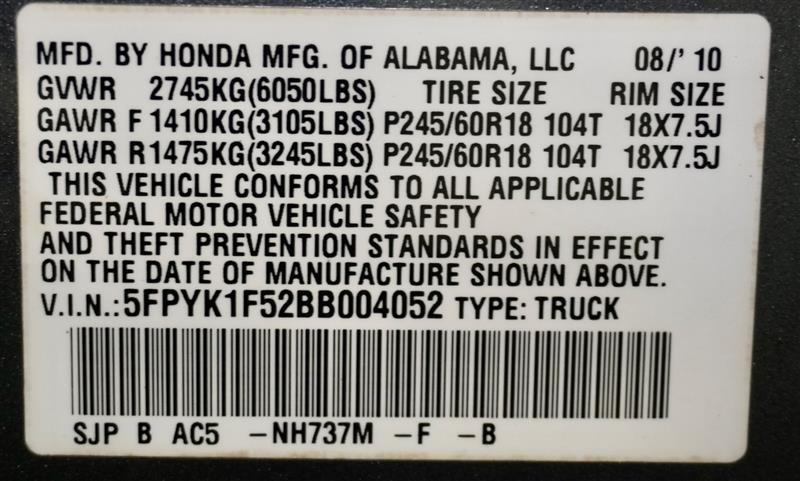 MFD. BY HONDA MFG. OF ALABAMA, LLC 08/'10
GVWR 2745KG(6050LBS) TIRE SIZE RIM SIZE
GAWR F 1410KG(3105LBS) P245/60R18 104T 18X7.5J
GAWR R1475KG(3245LBS) P245/60R18 104T 18X7.5J
THIS VEHICLE CONFORMS TO ALL APPLICABLE
FEDERAL MOTOR VEHICLE SAFETY
AND THEFT PREVENTION STANDARDS IN EFFECT
ON THE DATE OF MANUFACTURE SHOWN ABOVE.
V.I.N.:5FPYK1F52BB004052 TYPE: TRUCK
SJP B AC5 -NH737M -F -B